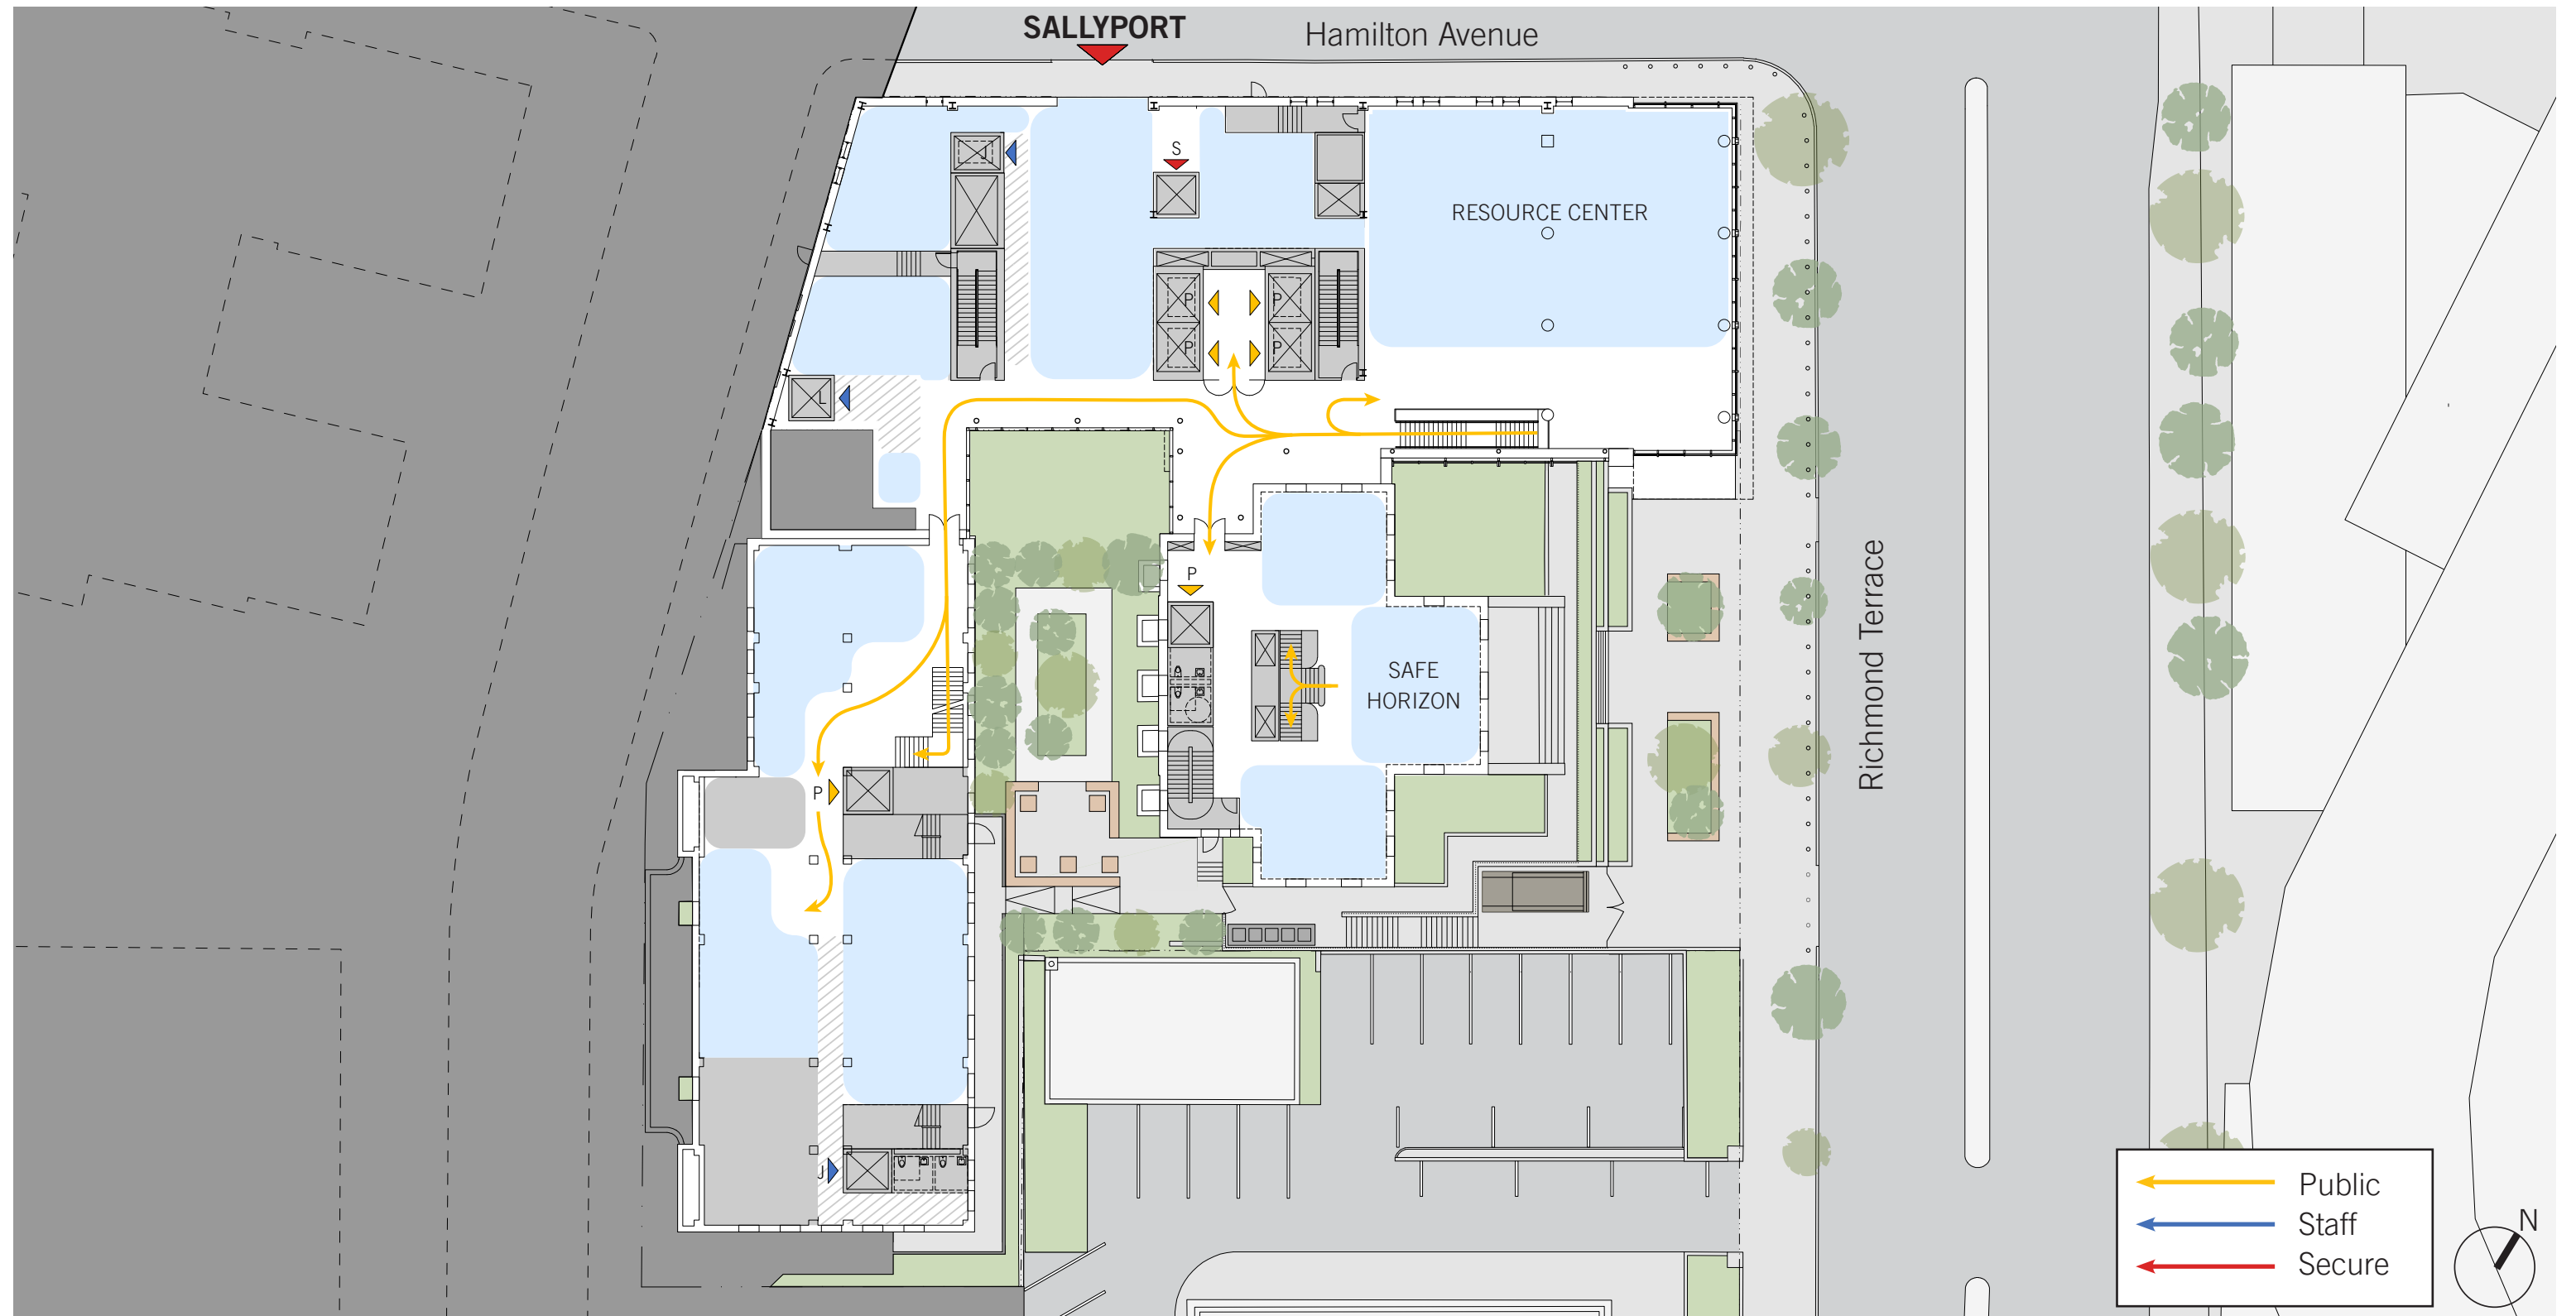 SALLYPORT
Hamilton Avenue
J
S
RESOURCE CENTER
P
P
P
P
L
P
SAFE
HORIZON
Richmond Terrace
P
J
Public
Staff
Secure
N